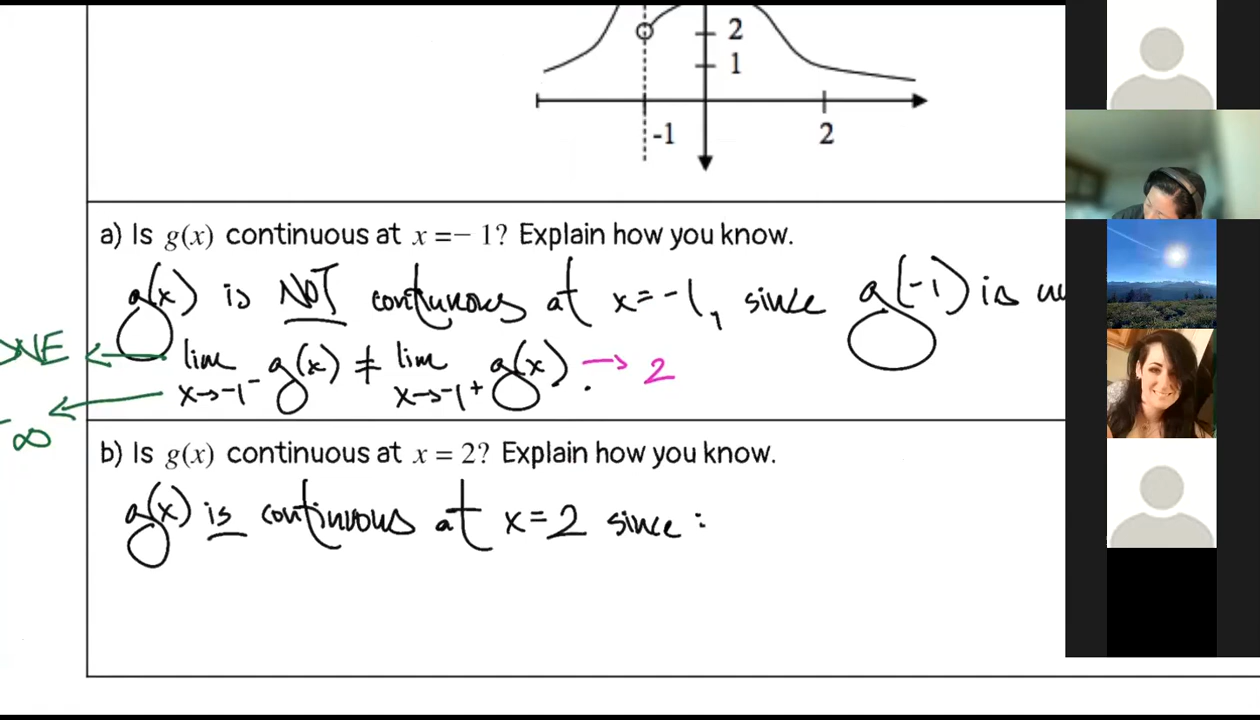 2
1
-1
2
a) Is g(x) continuous at x =− 1? Explain how you know.
g(x) is NOT continuous at x=-1, since g(-1) is
DNE
lim x→-1⁻ g(x) ≠ lim x→-1⁺ g(x). → 2
∞
b) Is g(x) continuous at x = 2? Explain how you know.
g(x) is continuous at x=2 since :